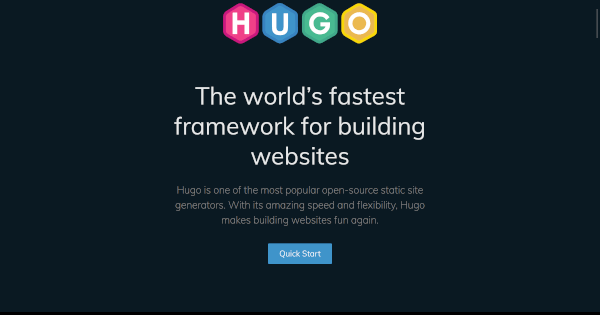 HUGO
The world’s fastest
framework for building
websites
Hugo is one of the most popular open-source static site
generators. With its amazing speed and flexibility, Hugo
makes building websites fun again.
Quick Start